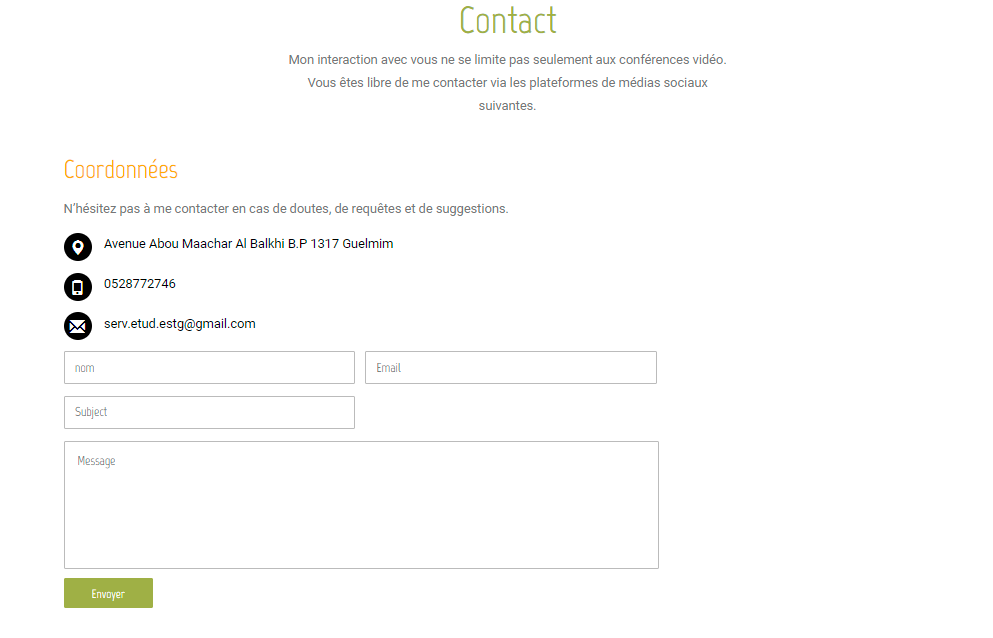 Contact
Mon interaction avec vous ne se limite pas seulement aux conférences vidéo.
Vous êtes libre de me contacter via les plateformes de médias sociaux
suivantes.
Coordonnées
N'hésitez pas à me contacter en cas de doutes, de requêtes et de suggestions.
Avenue Abou Maachar Al Balkhi B.P 1317 Guelmim
0528772746
serv.etud.estg@gmail.com
nom Email
Subject
Message
Envoyer